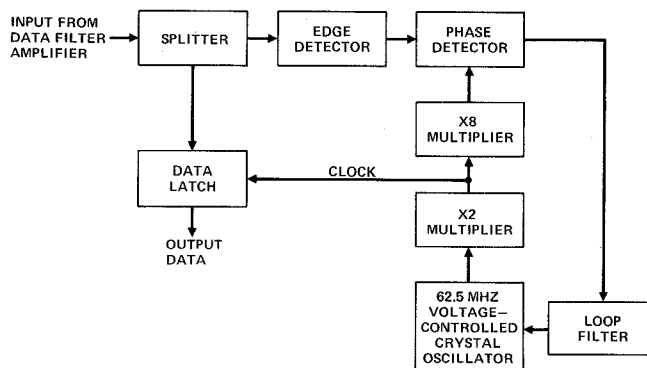 INPUT FROM
DATA FILTER
AMPLIFIER
SPLITTER
EDGE
DETECTOR
PHASE
DETECTOR
X8
MULTIPLIER
DATA
LATCH
CLOCK
X2
MULTIPLIER
OUTPUT
DATA
62.5 MHZ
VOLTAGE–
CONTROLLED
CRYSTAL
OSCILLATOR
LOOP
FILTER